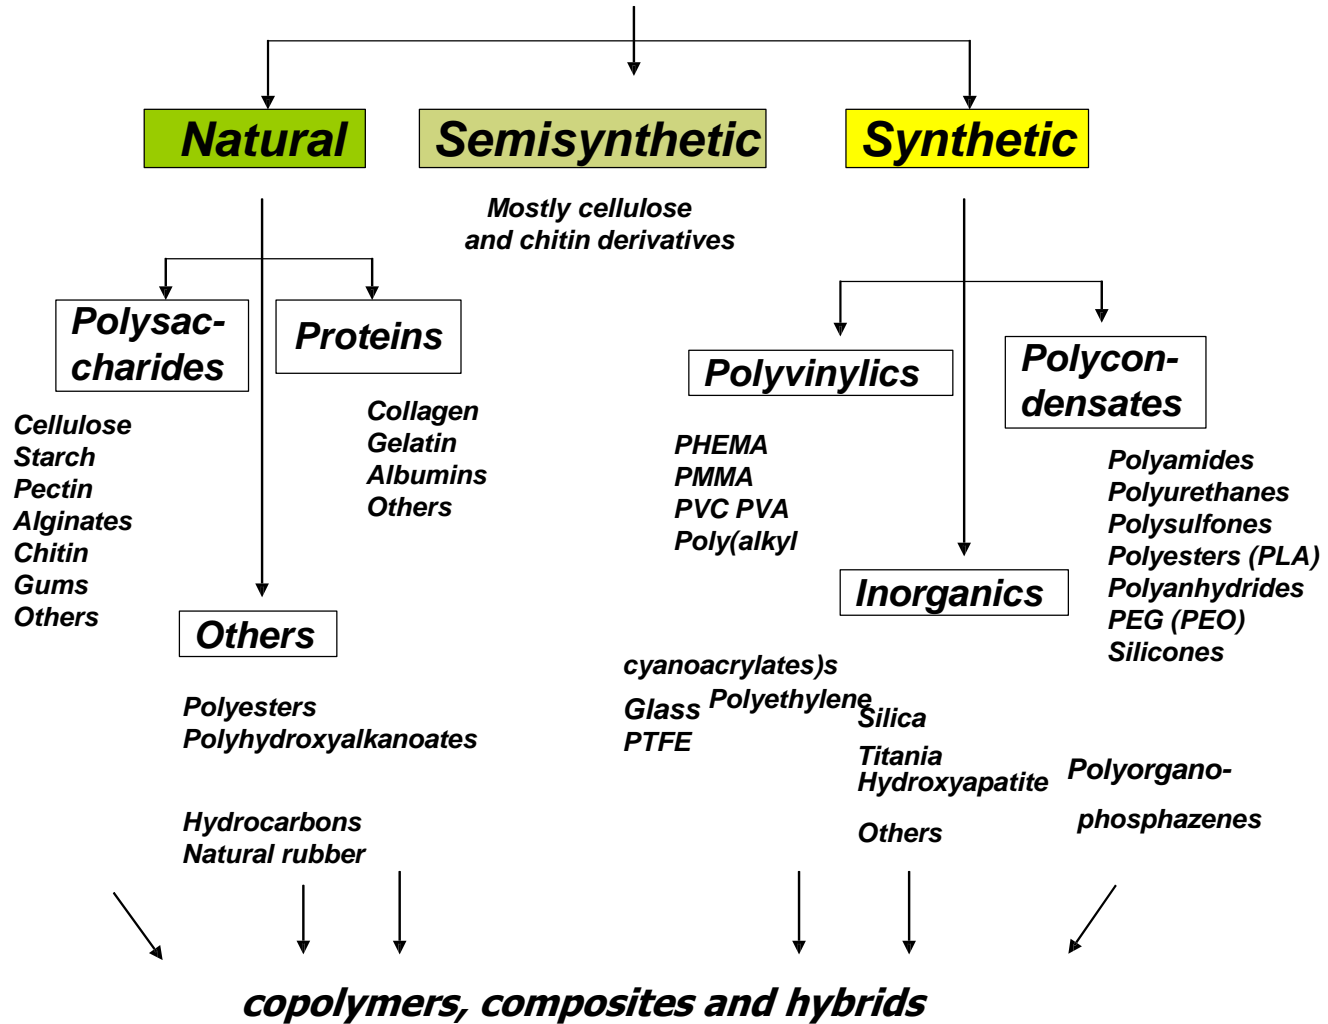 Natural
Semisynthetic
Synthetic
Mostly cellulose
and chitin derivatives
Polysac-
charides
Proteins
Polyvinylics
Polycon-
densates
Cellulose
Starch
Pectin
Alginates
Chitin
Gums
Others
Collagen
Gelatin
Albumins
Others
PHEMA
PMMA
PVC PVA
Poly(alkyl
Polyamides
Polyurethanes
Polysulfones
Polyesters (PLA)
Polyanhydrides
PEG (PEO)
Silicones
Others
Inorganics
Polyesters
Polyhydroxyalkanoates
Hydrocarbons
Natural rubber
cyanoacrylates)s
Glass Polyethylene
PTFE
Silica
Titania
Hydroxyapatite
Others
Polyorgano-
phosphazenes
copolymers, composites and hybrids